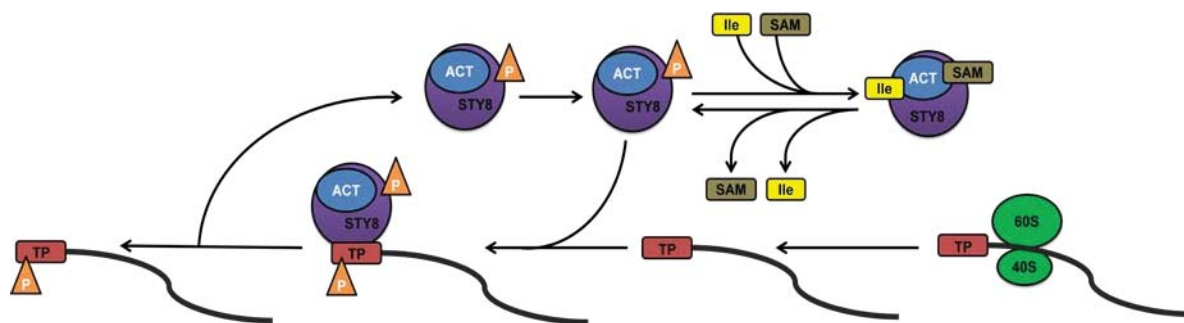 Ile SAM
ACT P
STY8
ACT P
STY8
Ile ACT SAM
STY8
SAM Ile
ACT P
STY8
TP
P
TP
P
TP
TP 60S
40S